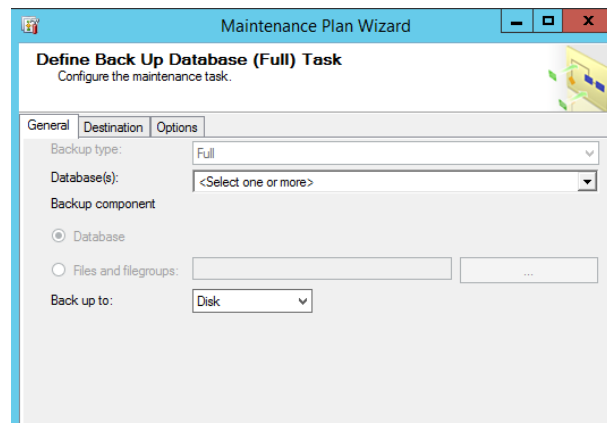 Maintenance Plan Wizard
Define Back Up Database (Full) Task
Configure the maintenance task.
General Destination Options
Backup type: Full
Database(s): <Select one or more>
Backup component
Database
Files and filegroups: ...
Back up to: Disk